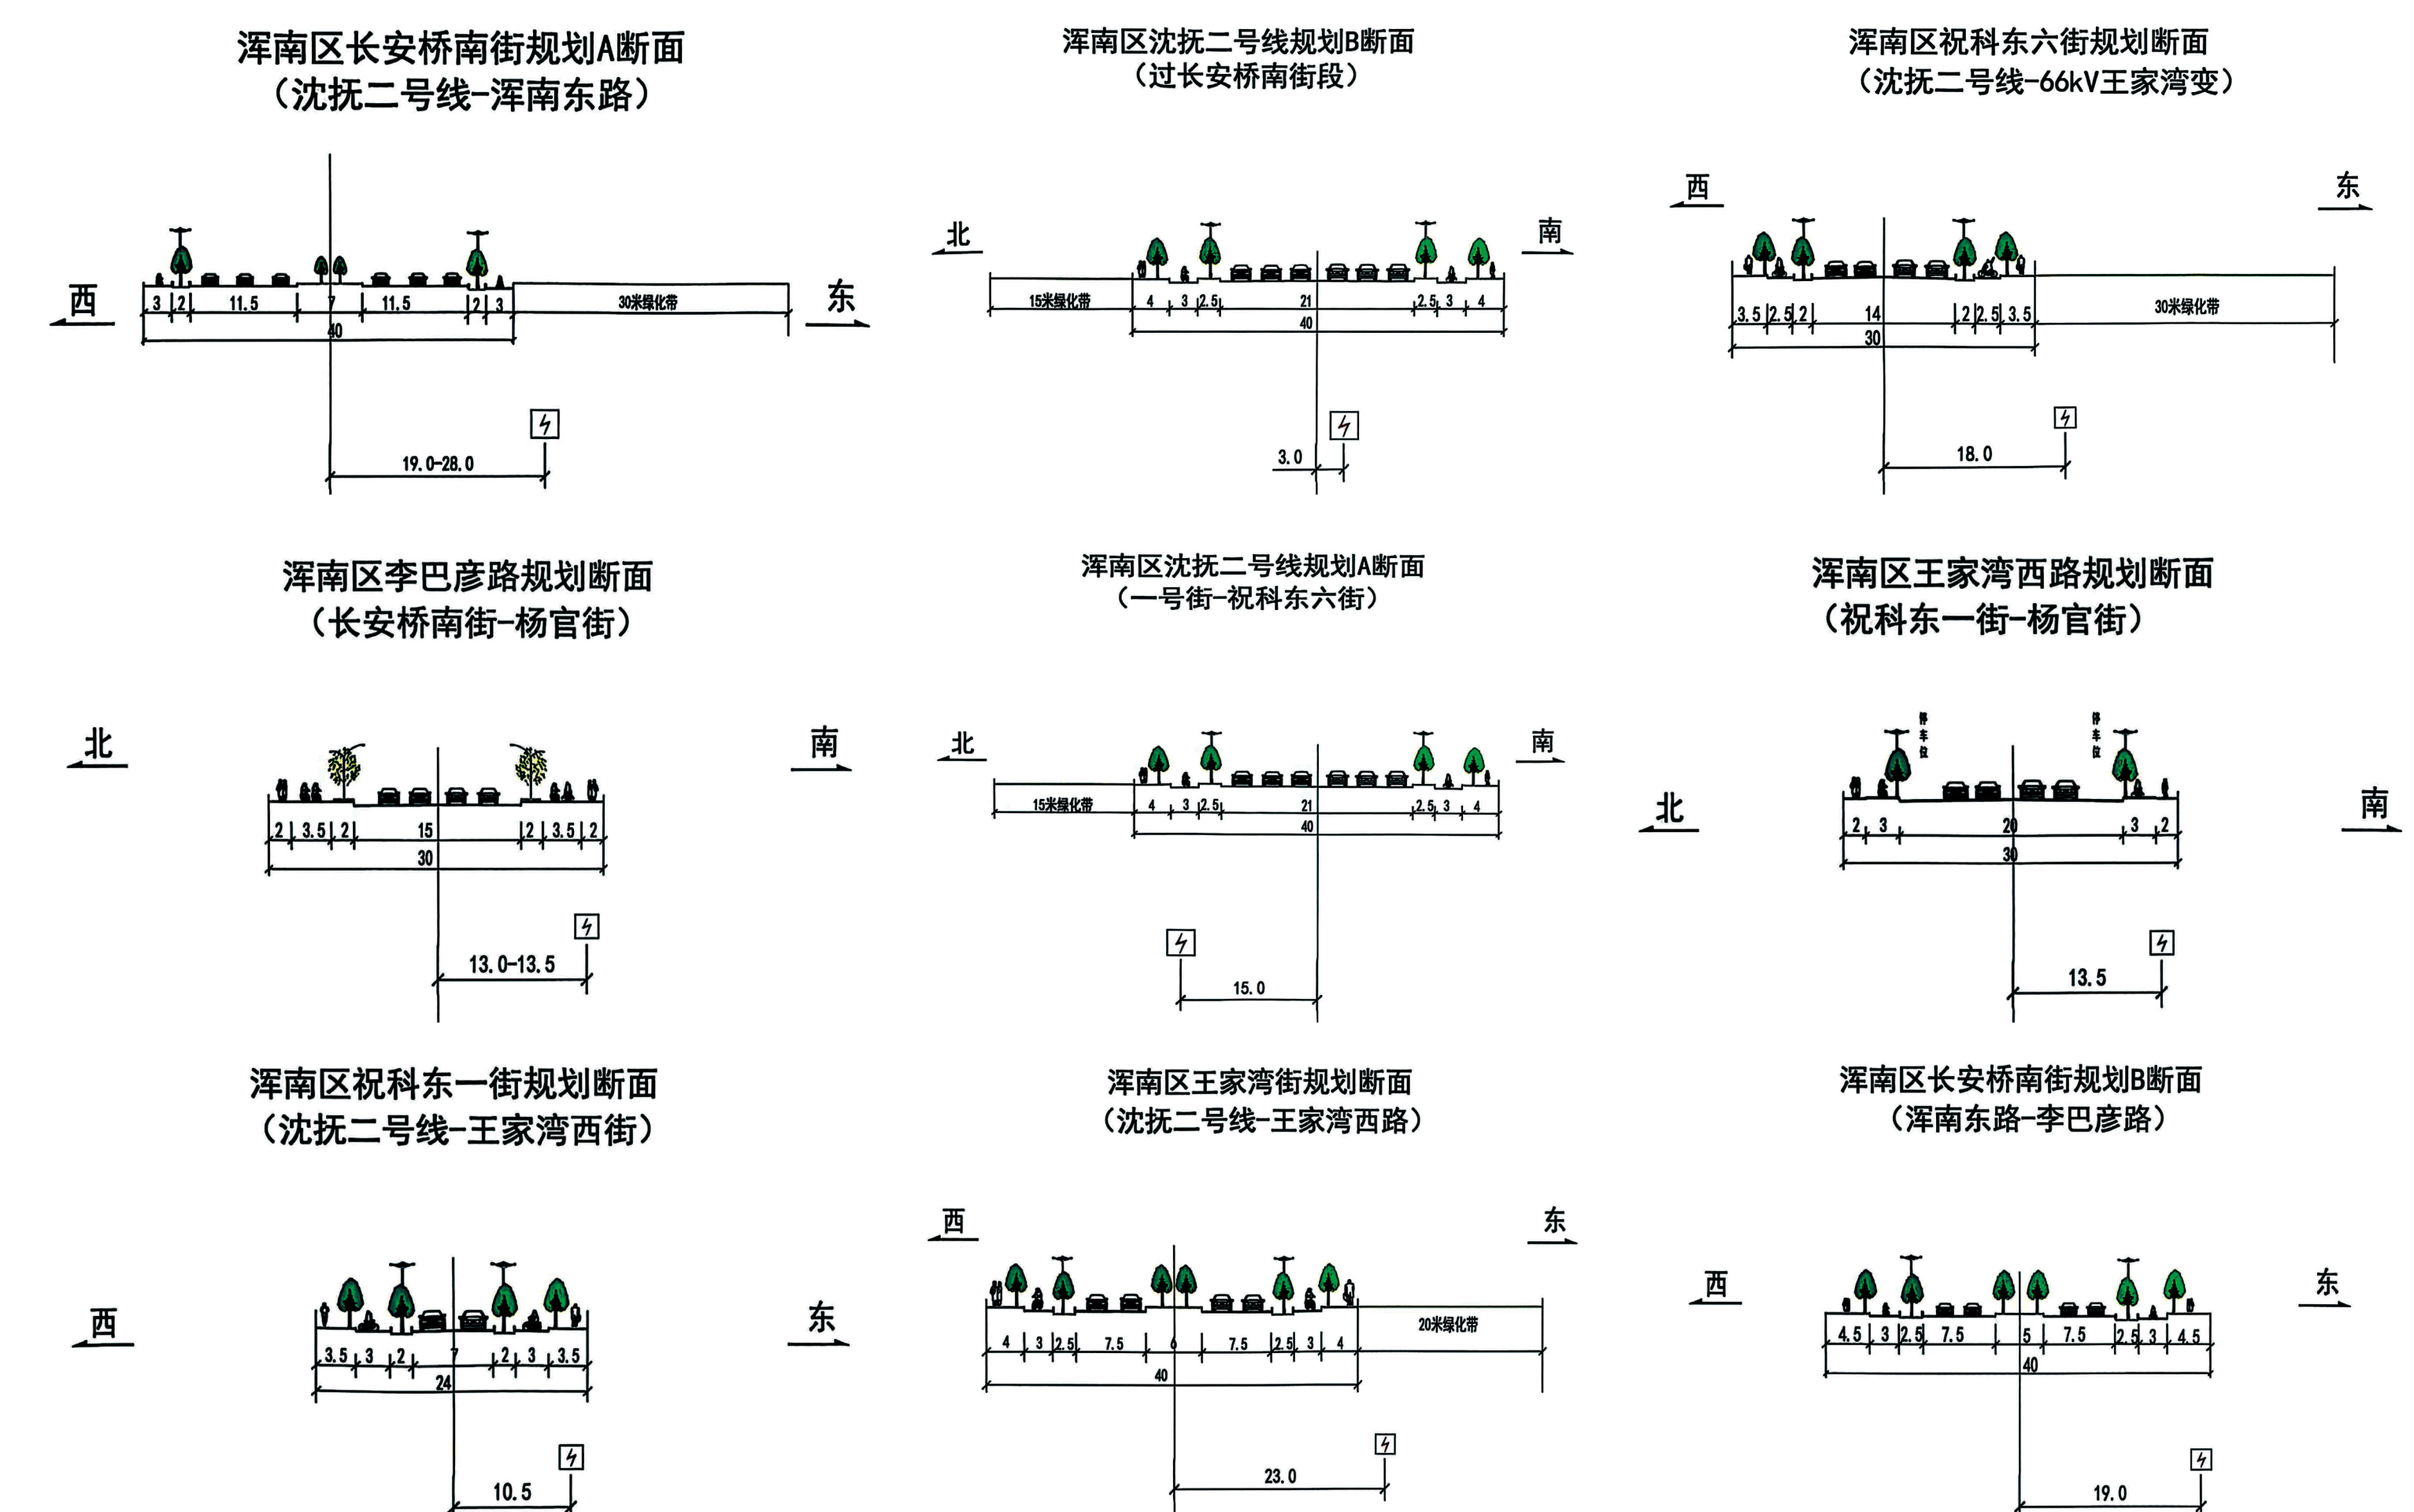 浑南区长安桥南街规划A断面
（沈抚二号线-浑南东路）
西
东
3 2 11.5 7 11.5 2 3 30米绿化带
40
19.0-28.0
浑南区沈抚二号线规划B断面
（过长安桥南街段）
北
南
15米绿化带 4 3 2.5 21 2.5 3 4
40
3.0
浑南区祝科东六街规划断面
（沈抚二号线-66kV王家湾变）
西
东
3.5 2.5 2 14 2 2.5 3.5 30米绿化带
30
18.0
浑南区李巴彦路规划断面
（长安桥南街-杨官街）
北
南
2 3.5 2 15 2 3.5 2
30
13.0-13.5
浑南区沈抚二号线规划A断面
（一号街-祝科东六街）
北
南
15米绿化带 4 3 2.5 21 2.5 3 4
40
15.0
浑南区王家湾西路规划断面
（祝科东一街-杨官街）
停车位
停车位
北
南
2 3 20 3 2
30
13.5
浑南区祝科东一街规划断面
（沈抚二号线-王家湾西街）
西
东
3.5 3 2 7 2 3 3.5
24
10.5
浑南区王家湾街规划断面
（沈抚二号线-王家湾西路）
西
东
20米绿化带
4 3 2.5 7.5 6 7.5 2.5 3 4
40
23.0
浑南区长安桥南街规划B断面
（浑南东路-李巴彦路）
西
东
4.5 3 2.5 7.5 5 7.5 2.5 3 4.5
40
19.0